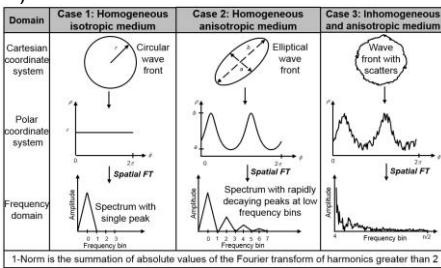 Domain
Case 1: Homogeneous isotropic medium
Case 2: Homogeneous anisotropic medium
Case 3: Inhomogeneous and anisotropic medium
Cartesian coordinate system
r
Circular wave front
b
a
Elliptical wave front
Wave front with scatters
Polar coordinate system
ρ
r
2π
ϕ
ρ
b
a
2π
ϕ
ρ
2π
ϕ
Spatial FT
Spatial FT
Spatial FT
Frequency domain
Amplitude
Spectrum with single peak
0 1 2 3
Frequency bin
Amplitude
Spectrum with rapidly decaying peaks at low frequency bins
0 1 2 3 4 5 6 7
Frequency bin
Amplitude
4
Frequency bin
n/2
1-Norm is the summation of absolute values of the Fourier transform of harmonics greater than 2